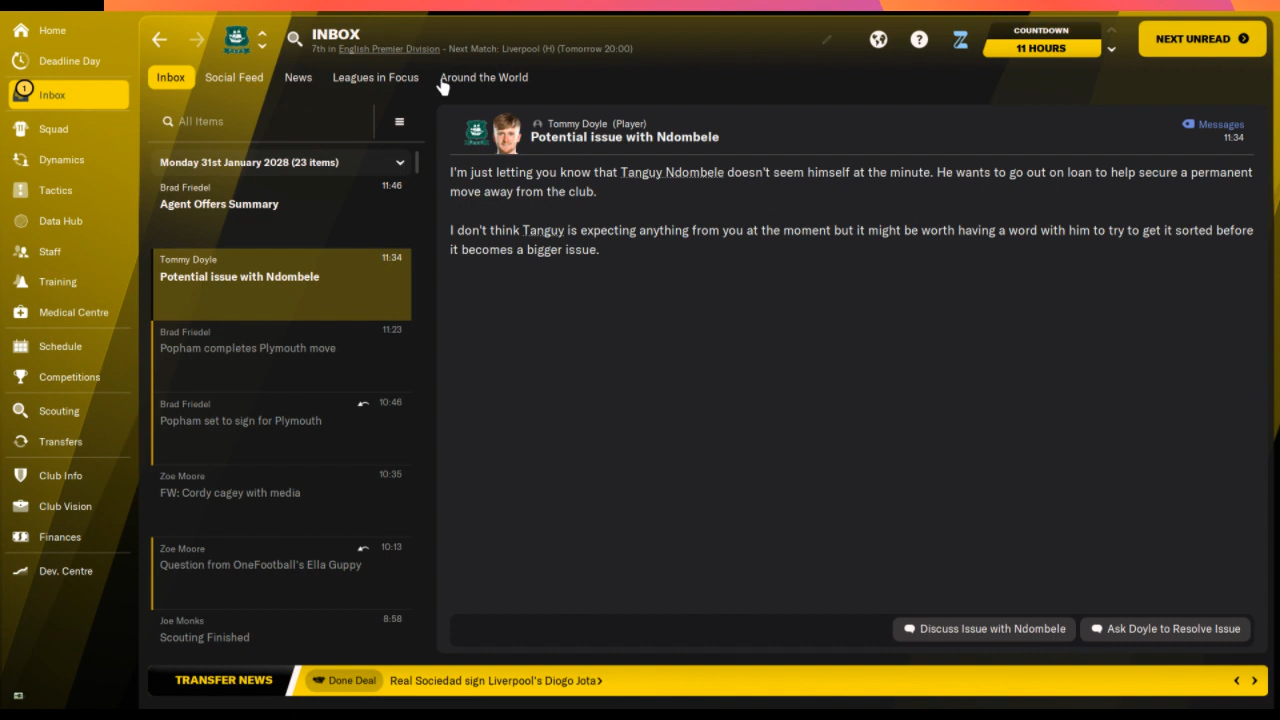 Home
Deadline Day
1
Inbox
Squad
Dynamics
Tactics
Data Hub
Staff
Training
Medical Centre
Schedule
Competitions
Scouting
Transfers
Club Info
Club Vision
Finances
Dev. Centre
INBOX
7th in English Premier Division - Next Match: Liverpool (H) (Tomorrow 20:00)
COUNTDOWN
11 HOURS
NEXT UNREAD
Inbox Social Feed News Leagues in Focus Around the World
All Items
Monday 31st January 2028 (23 items)
Brad Friedel 11:46
Agent Offers Summary
Tommy Doyle 11:34
Potential issue with Ndombele
Brad Friedel 11:23
Popham completes Plymouth move
Brad Friedel 10:46
Popham set to sign for Plymouth
Zoe Moore 10:35
FW: Cordy cagey with media
Zoe Moore 10:13
Question from OneFootball's Ella Guppy
Joe Monks 8:58
Scouting Finished
Tommy Doyle (Player)
Potential issue with Ndombele
Messages
11:34
I'm just letting you know that Tanguy Ndombele doesn't seem himself at the minute. He wants to go out on loan to help secure a permanent
move away from the club.
I don't think Tanguy is expecting anything from you at the moment but it might be worth having a word with him to try to get it sorted before
it becomes a bigger issue.
Discuss Issue with Ndombele
Ask Doyle to Resolve Issue
TRANSFER NEWS
Done Deal
Real Sociedad sign Liverpool's Diogo Jota>